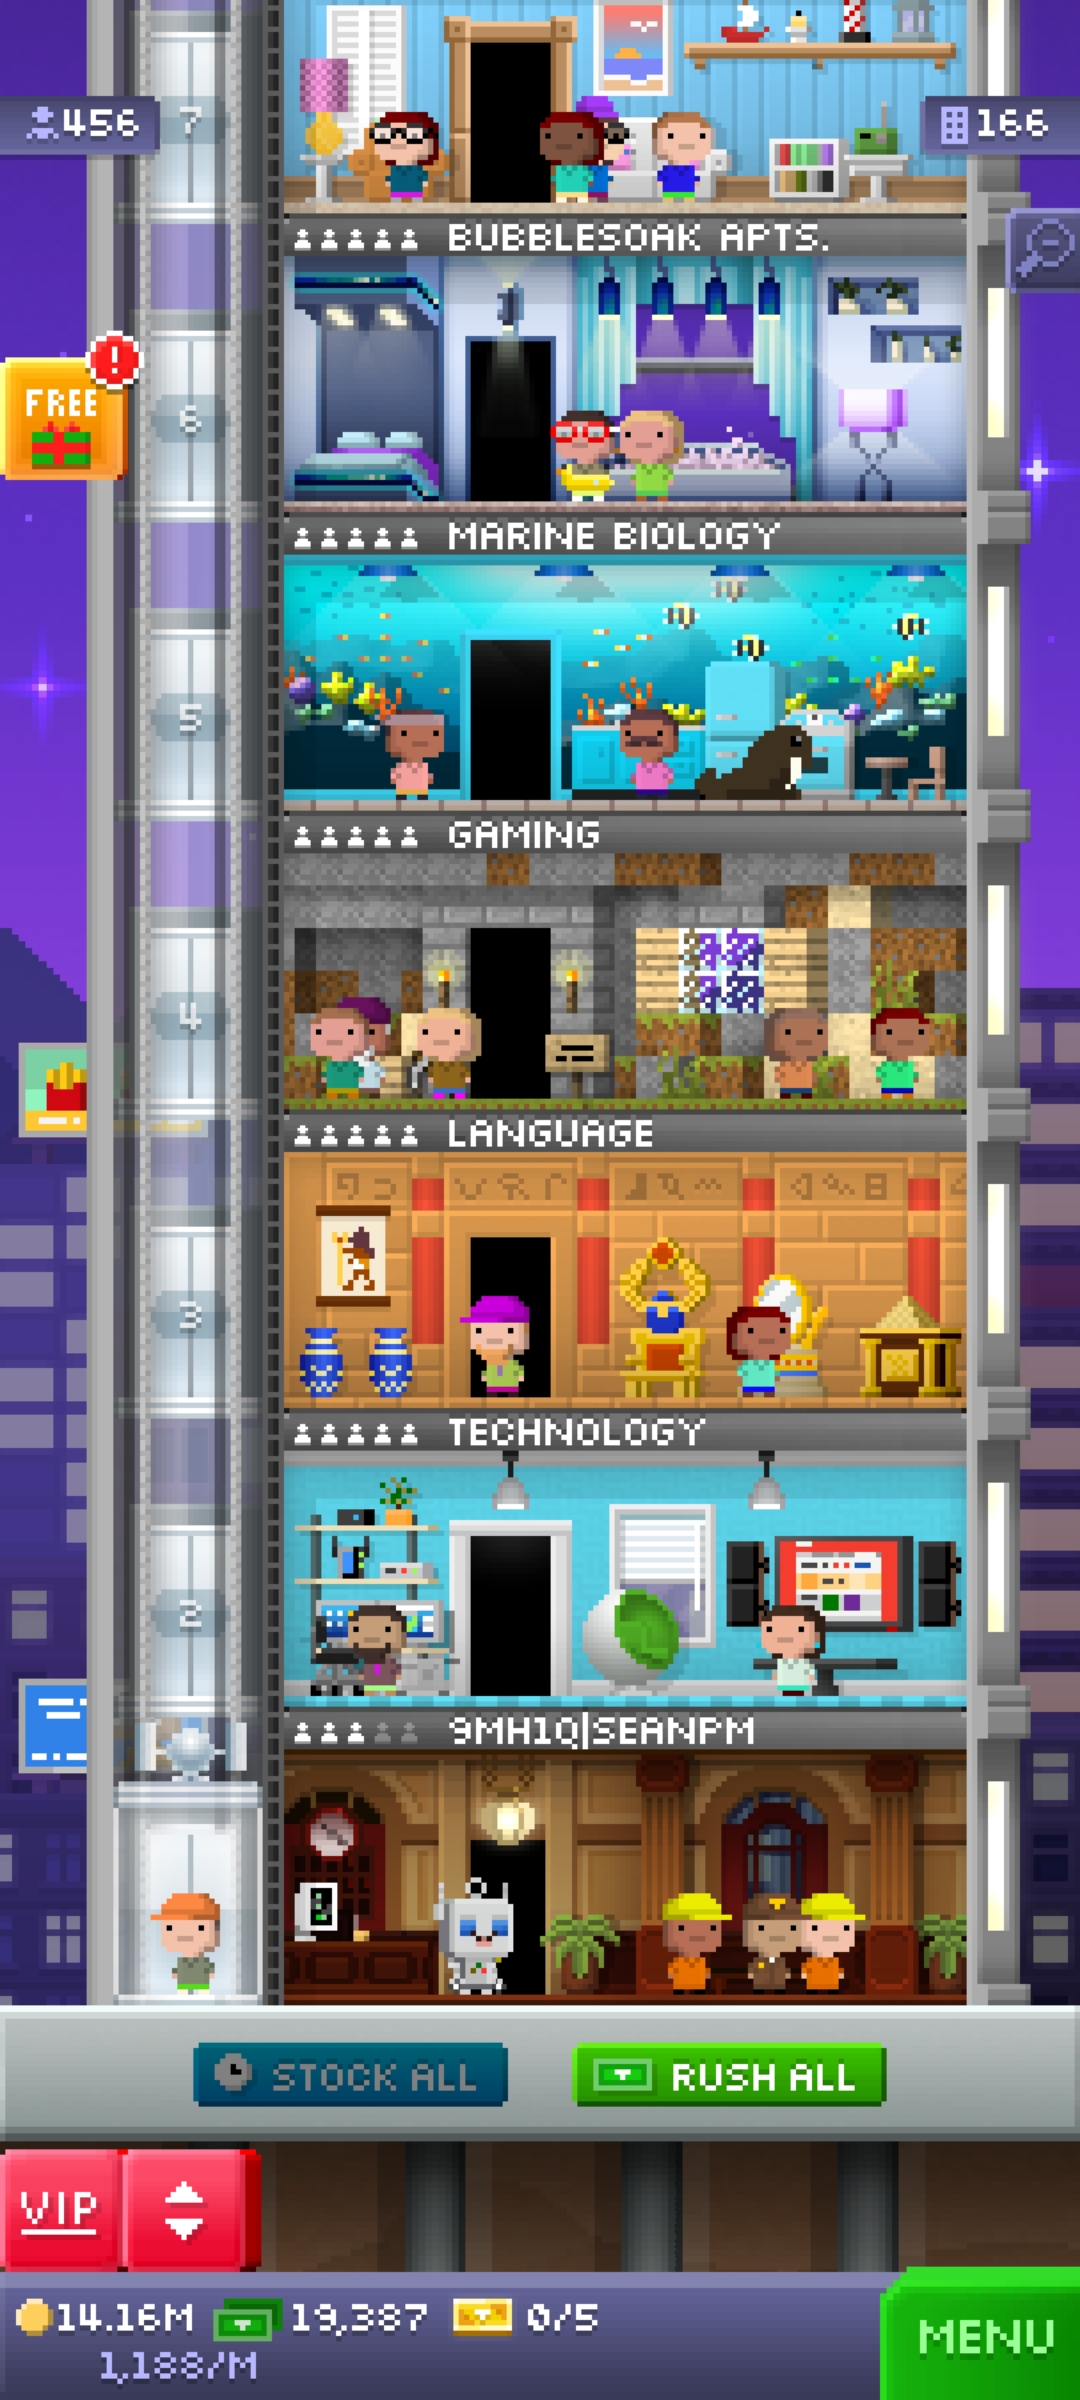 7
456
166
BUBBLESOAK APTS.
FREE
!
6
MARINE BIOLOGY
5
GAMING
4
LANGUAGE
3
TECHNOLOGY
2
9MH1Q|SEANPM
STOCK ALL
RUSH ALL
VIP
14.16M
19,387
0/5
1,188/M
MENU